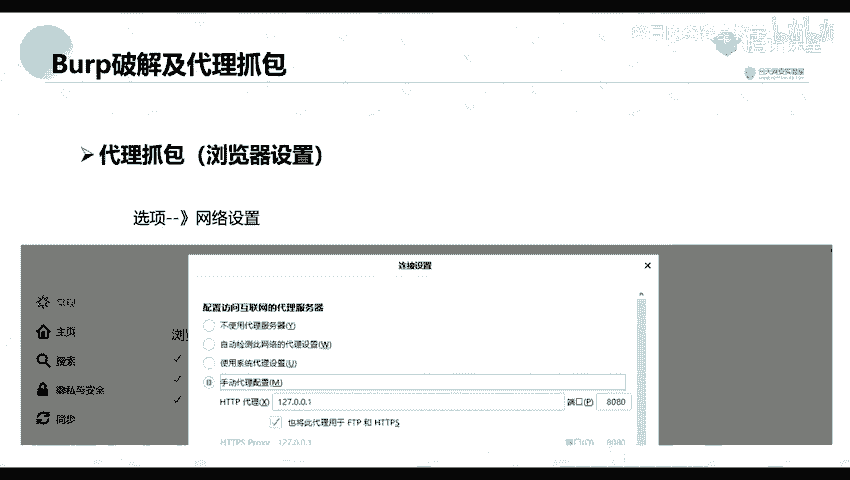 Burp破解及代理抓包
代理抓包（浏览器设置）
选项--》网络设置
连接设置
配置访问互联网的代理服务器
不使用代理服务器(Y)
自动检测此网络的代理设置(W)
使用系统代理设置(U)
手动代理配置(M)
HTTP 代理(X) 127.0.0.1 端口(P) 8080
也将此代理用于 FTP 和 HTTPS
HTTPS Proxy 127.0.0.1 端口(O) 8080
主页
搜索
隐私与安全
同步